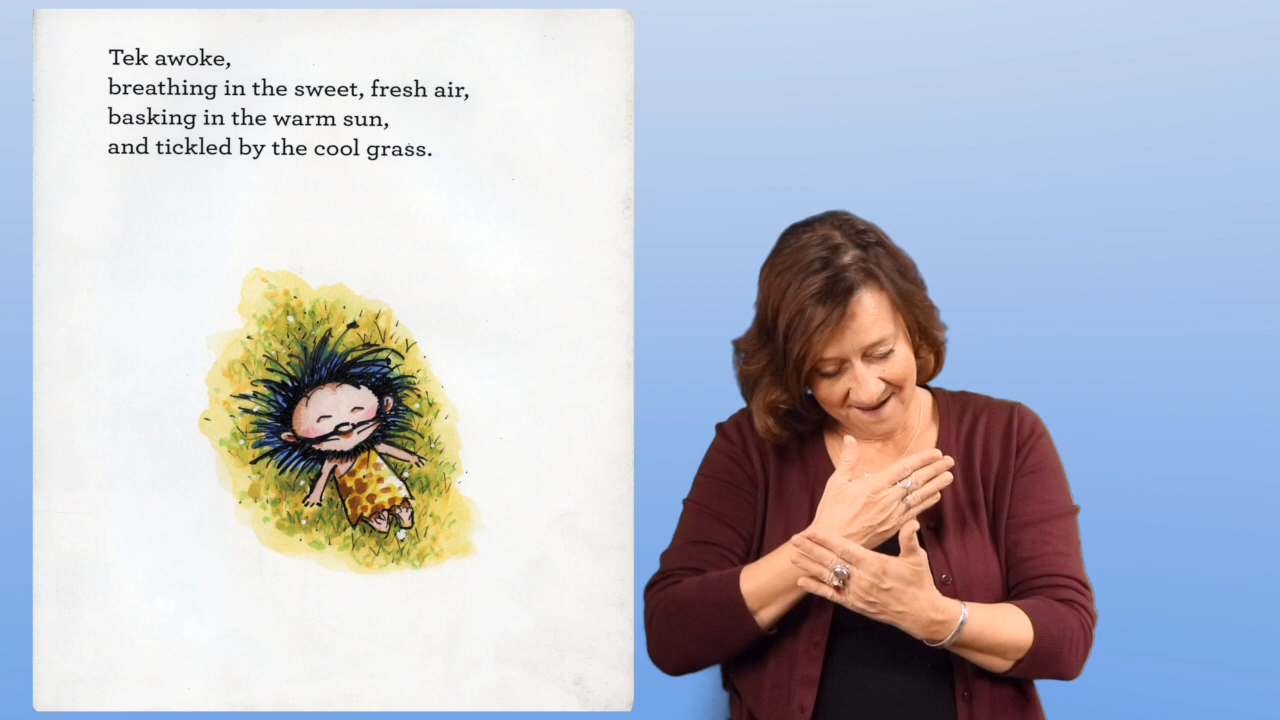 Tek awoke,
breathing in the sweet, fresh air,
basking in the warm sun,
and tickled by the cool grass.